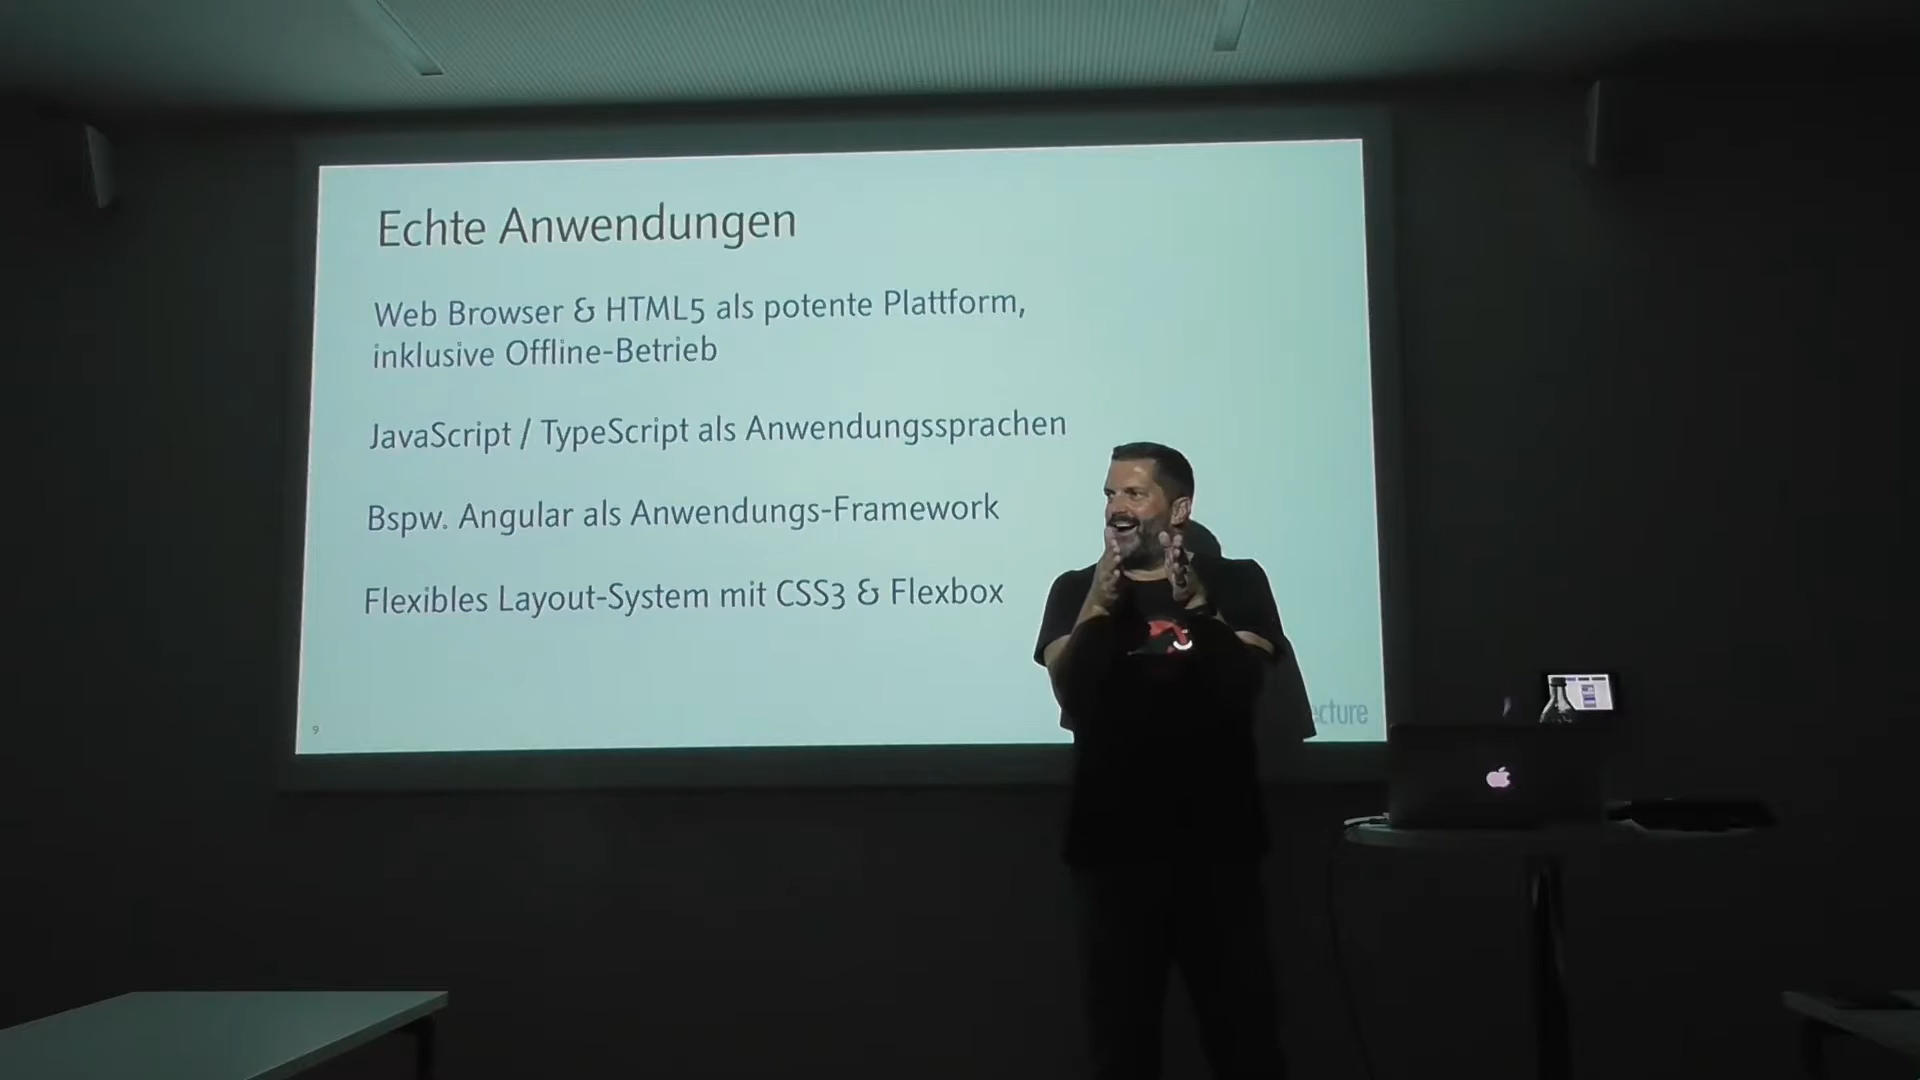 Echte Anwendungen
Web Browser & HTML5 als potente Plattform,
inklusive Offline-Betrieb
JavaScript / TypeScript als Anwendungssprachen
Bspw. Angular als Anwendungs-Framework
Flexibles Layout-System mit CSS3 & Flexbox
9